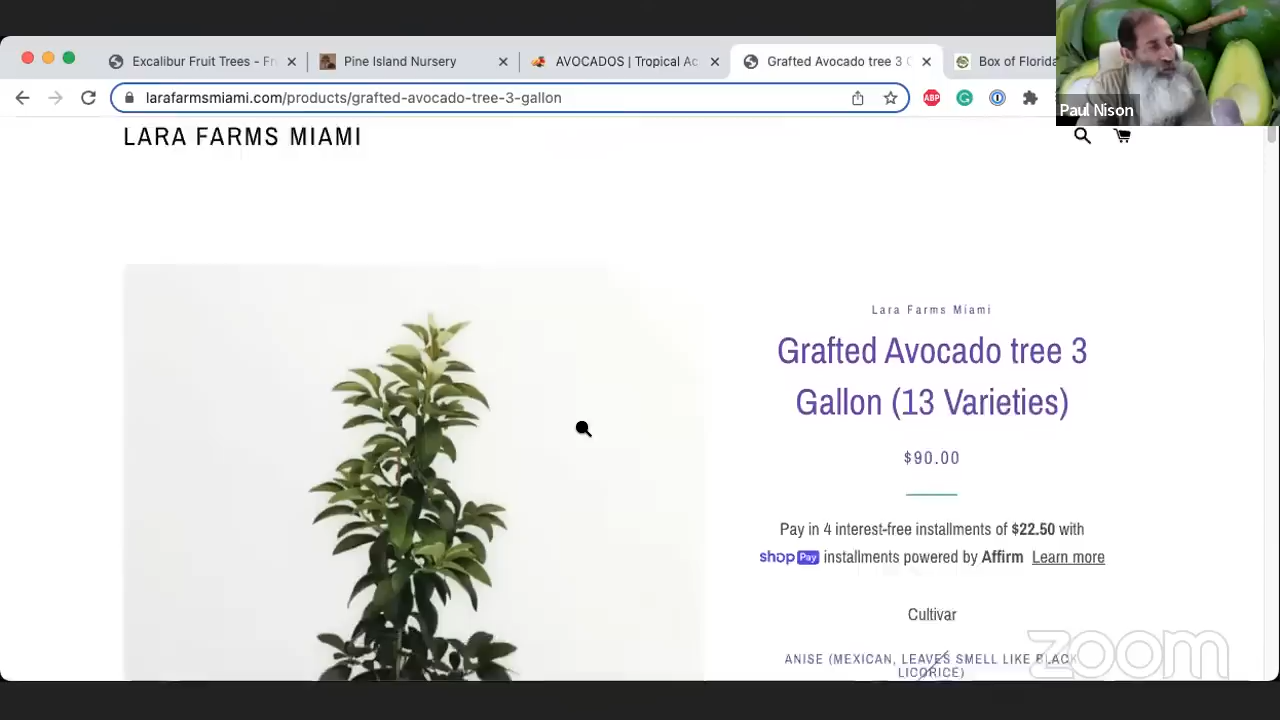 Excalibur Fruit Trees - Fr
Pine Island Nursery
AVOCADOS | Tropical Ac
Grafted Avocado tree 3 G
Box of Florida
larafarmsmiami.com/products/grafted-avocado-tree-3-gallon
ABP
Paul Nison
LARA FARMS MIAMI
Lara Farms Miami
Grafted Avocado tree 3
Gallon (13 Varieties)
$90.00
Pay in 4 interest-free installments of $22.50 with
shop Pay installments powered by Affirm Learn more
Cultivar
ANISE (MEXICAN, LEAVES SMELL LIKE BLACK
LICORICE)
zoom